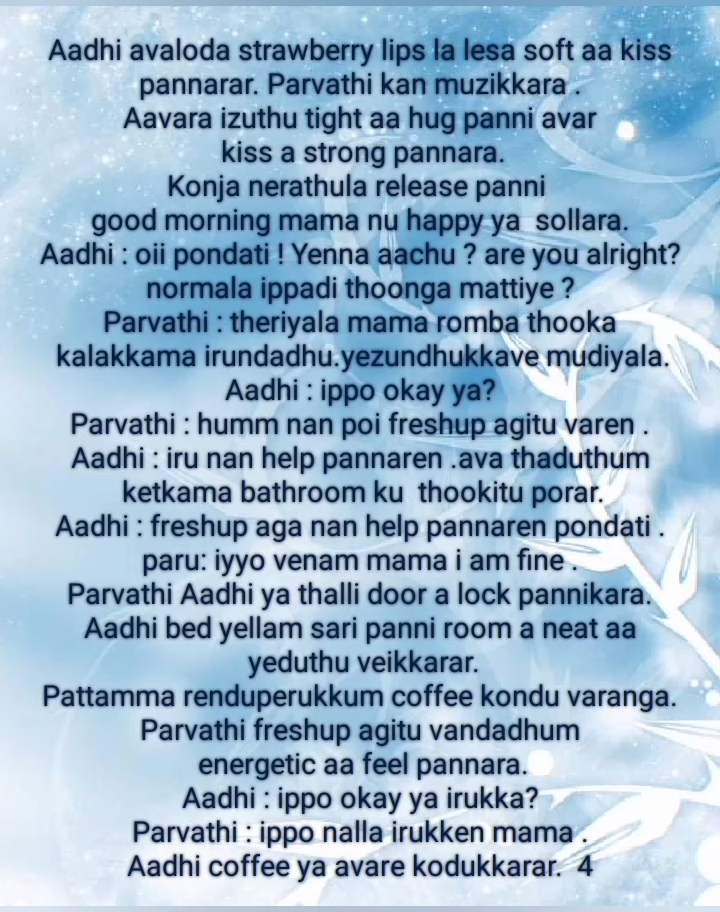 Aadhi avaloda strawberry lips la lesa soft aa kiss
pannarar. Parvathi kan muzikkara .
Aavara izuthu tight aa hug panni avar
kiss a strong pannara.
Konja nerathula release panni
good morning mama nu happy ya  sollara.
Aadhi : oii pondati ! Yenna aachu ? are you alright?
normala ippadi thoonga mattiye ?
Parvathi : theriyala mama romba thooka
kalakkama irundadhu.yezundhukkave mudiyala.
Aadhi : ippo okay ya?
Parvathi : humm nan poi freshup agitu varen .
Aadhi : iru nan help pannaren .ava thaduthum
ketkama bathroom ku  thookitu porar.
Aadhi : freshup aga nan help pannaren pondati .
paru: iyyo venam mama i am fine .
Parvathi Aadhi ya thalli door a lock pannikara.
Aadhi bed yellam sari panni room a neat aa
yeduthu veikkarar.
Pattamma renduperukkum coffee kondu varanga.
Parvathi freshup agitu vandadhum
energetic aa feel pannara.
Aadhi : ippo okay ya irukka?
Parvathi : ippo nalla irukken mama .
Aadhi coffee ya avare kodukkarar.  4